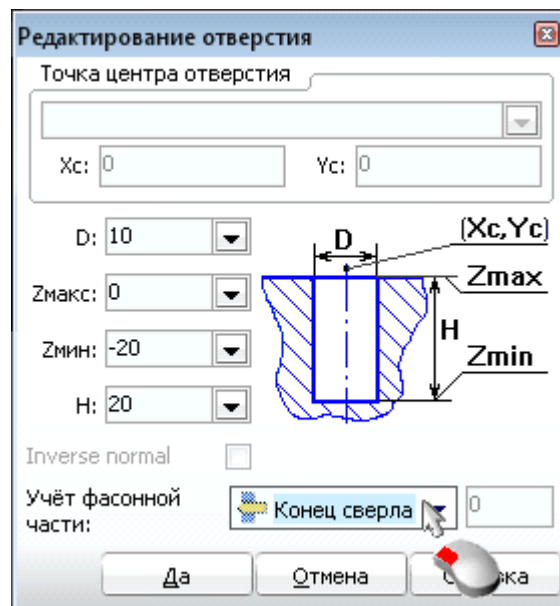 Редактирование отверстия
Точка центра отверстия
Xc: 0 Yc: 0
D: 10
Zмакс: 0
Zмин: -20
H: 20
(Xc,Yc)
D
Zmax
H
Zmin
Inverse normal
Учёт фасонной
части:
Конец сверла
0
Да Отмена